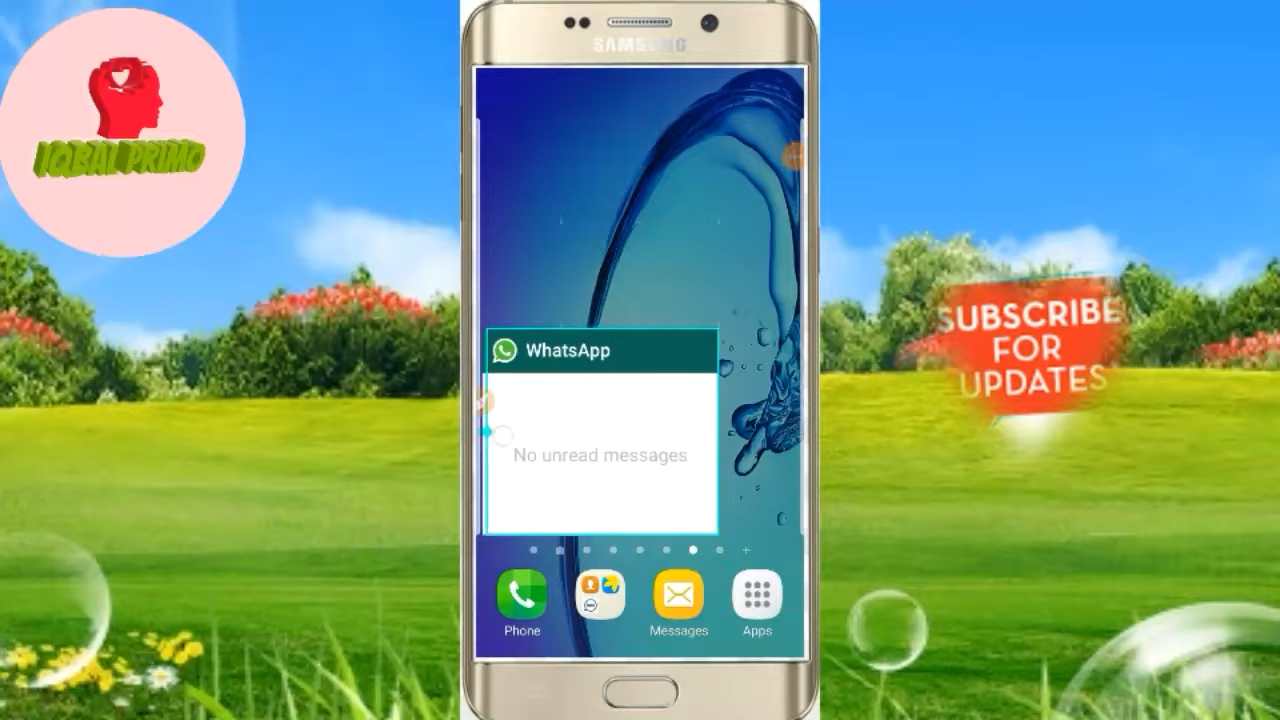 IQBAL PRIMO
SAMSUNG
WhatsApp
No unread messages
SUBSCRIBE
FOR
UPDATES
Phone
Messages
Apps